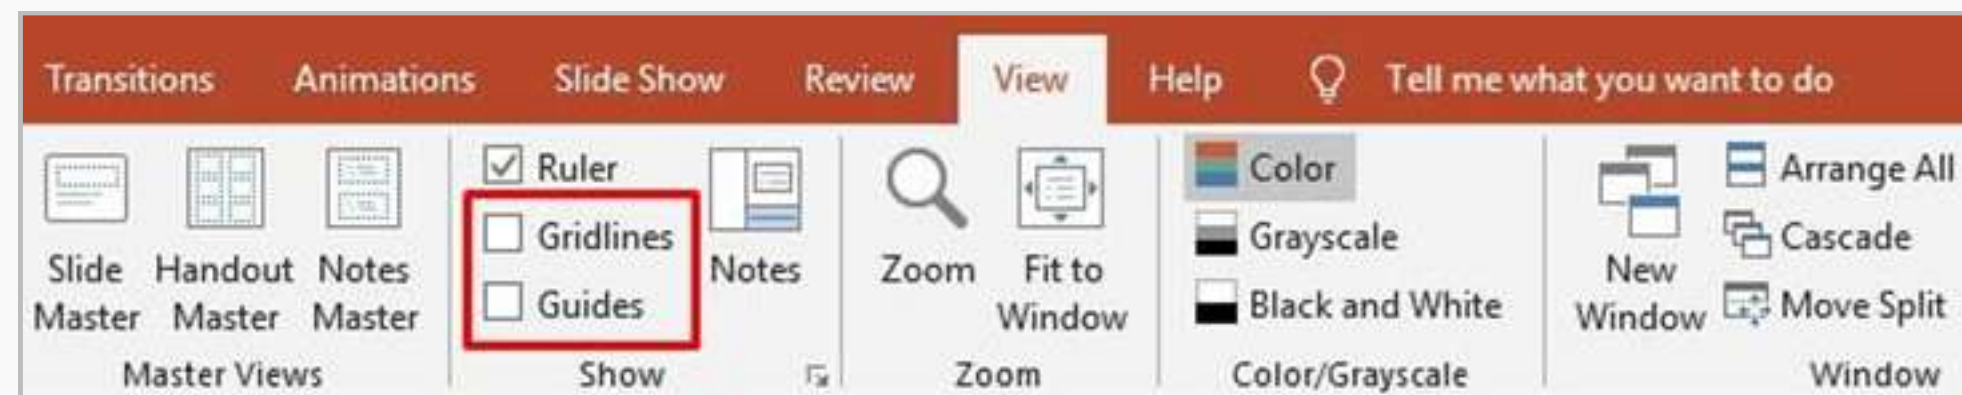 Transitions Animations Slide Show Review View Help Tell me what you want to do
Slide Master
Handout Master
Notes Master
Master Views
Ruler
Gridlines
Guides
Notes
Show
Zoom
Fit to Window
Zoom
Color
Grayscale
Black and White
Color/Grayscale
New Window
Arrange All
Cascade
Move Split
Window